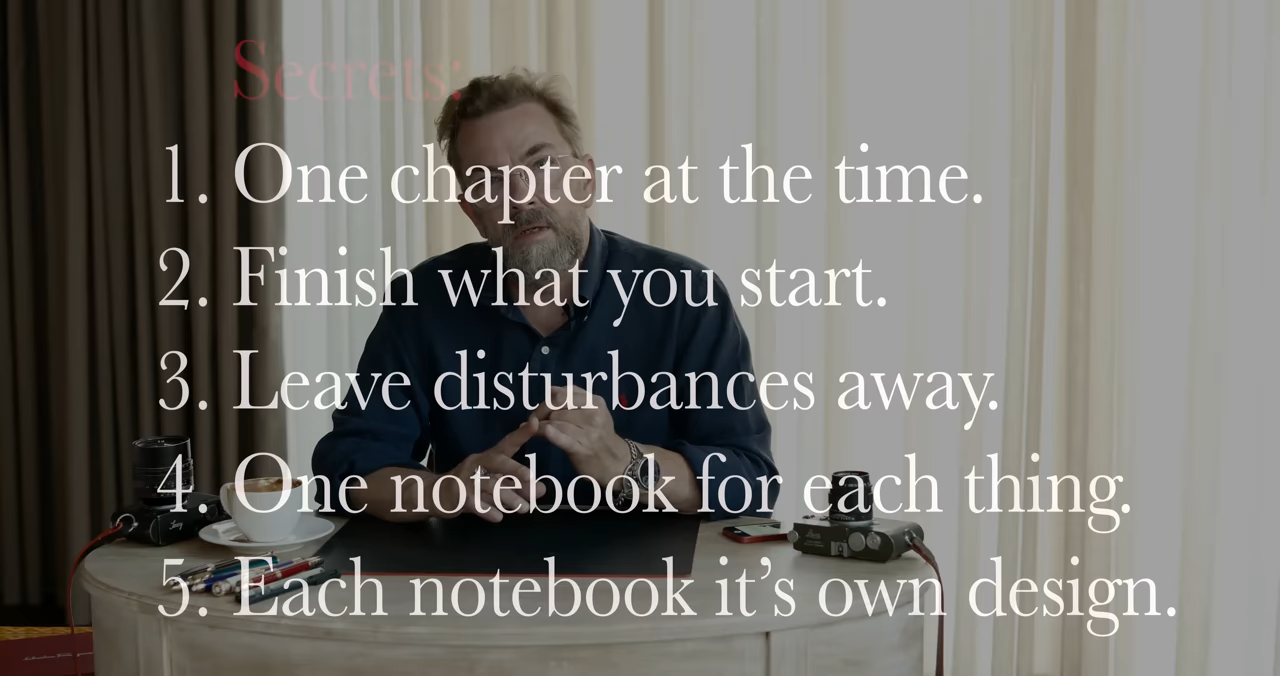 Secrets:
1. One chapter at the time.
2. Finish what you start.
3. Leave disturbances away.
4. One notebook for each thing.
5. Each notebook it’s own design.